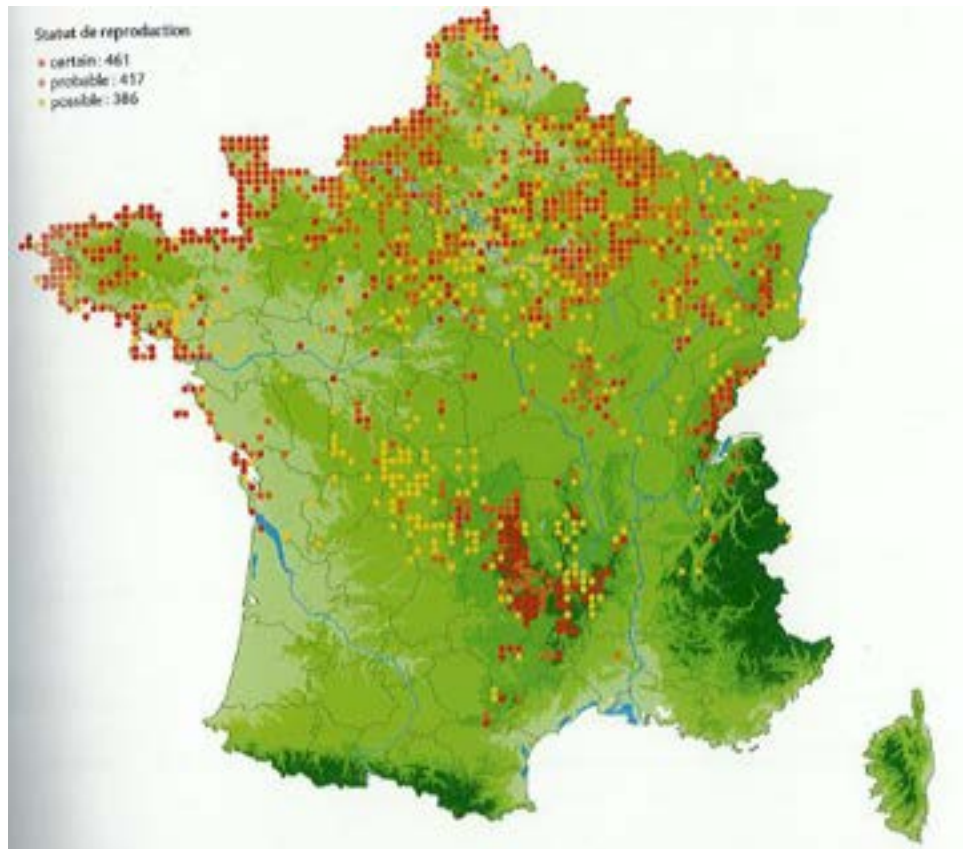 Statut de reproduction
certain : 461
probable : 417
possible : 386